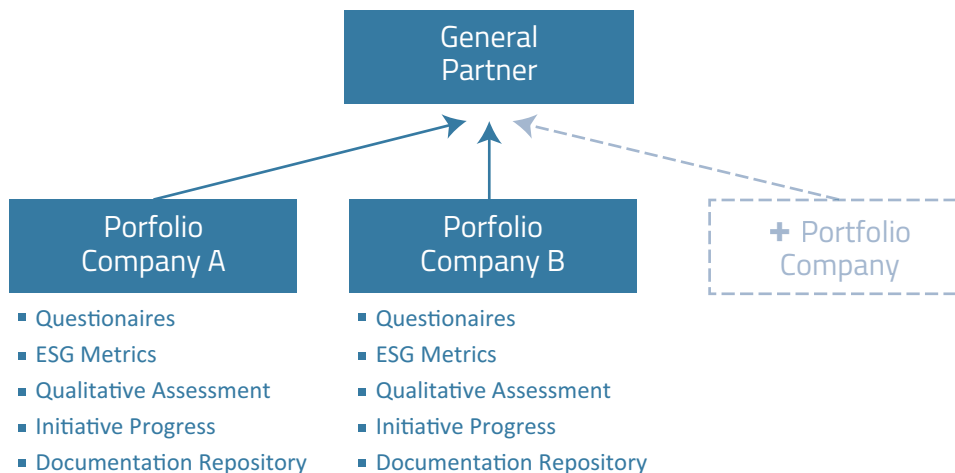 General
Partner
Porfolio
Company A
Porfolio
Company B
+ Portfolio
Company
▪ Questionaires
▪ ESG Metrics
▪ Qualitative Assessment
▪ Initiative Progress
▪ Documentation Repository
▪ Questionaires
▪ ESG Metrics
▪ Qualitative Assessment
▪ Initiative Progress
▪ Documentation Repository